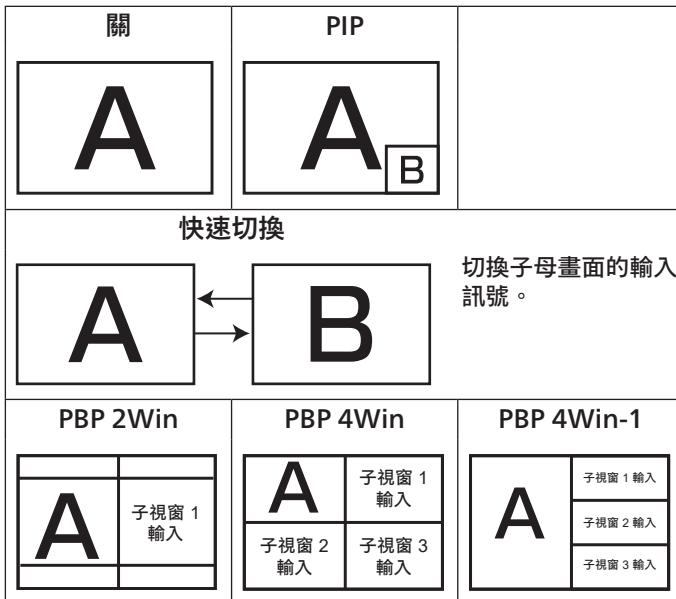 關
PIP
A
A
B
快速切換
A
B
切換子母畫面的輸入
訊號。
PBP 2Win
PBP 4Win
PBP 4Win-1
A
子視窗 1
輸入
A
子視窗 1
輸入
子視窗 2
輸入
子視窗 3
輸入
A
子視窗 1 輸入
子視窗 2 輸入
子視窗 3 輸入